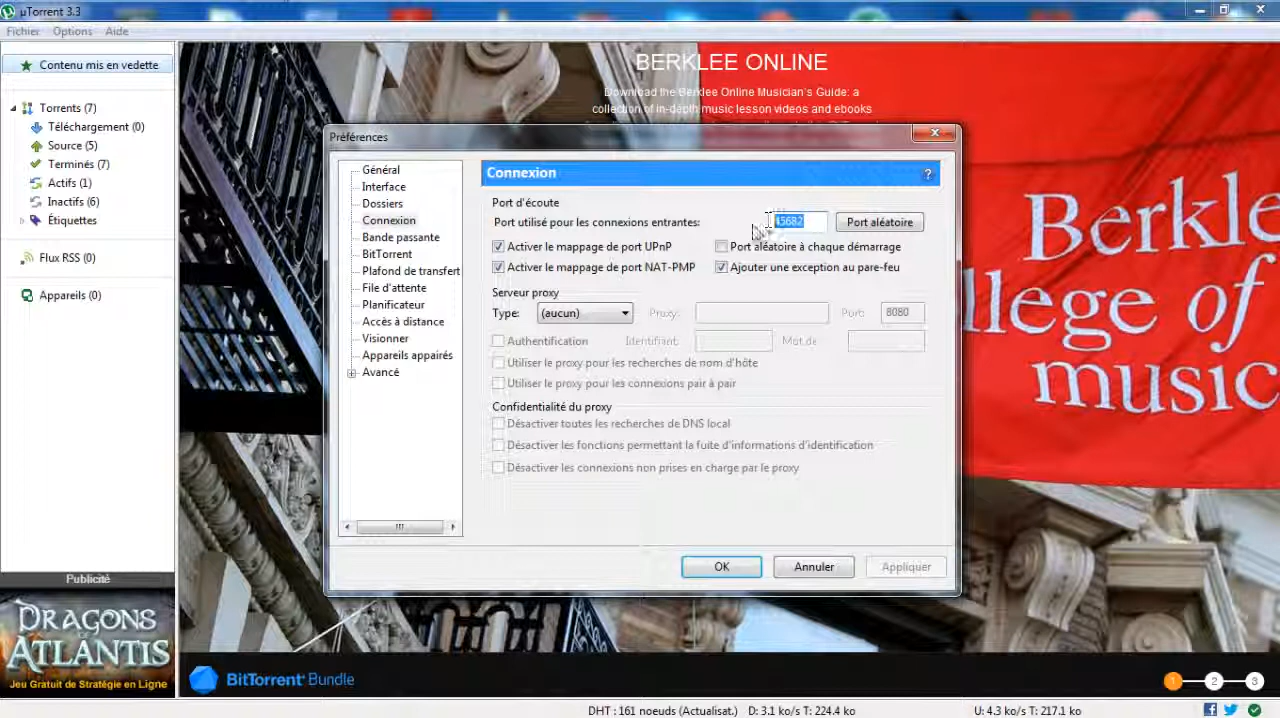 µTorrent 3.3
Fichier Options Aide
Contenu mis en vedette
Torrents (7)
Téléchargement (0)
Source (5)
Terminés (7)
Actifs (1)
Inactifs (6)
Étiquettes
Flux RSS (0)
Appareils (0)
Publicité
DRAGONS
OF
ATLANTIS
Jeu Gratuit de Stratégie en Ligne
BERKLEE ONLINE
Download the Berklee Online Musician's Guide: a
collection of in-depth music lesson videos and ebooks
Berklee
college of
music
Préférences
Général
Interface
Dossiers
Connexion
Bande passante
BitTorrent
Plafond de transfert
File d'attente
Planificateur
Accès à distance
Visionner
Appareils appairés
Avancé
Connexion ?
Port d'écoute
Port utilisé pour les connexions entrantes: 45682 Port aléatoire
Activer le mappage de port UPnP Port aléatoire à chaque démarrage
Activer le mappage de port NAT-PMP Ajouter une exception au pare-feu
Serveur proxy
Type: (aucun) Proxy: Port: 8080
Authentification Identifiant: Mot de
Utiliser le proxy pour les recherches de nom d'hôte
Utiliser le proxy pour les connexions pair à pair
Confidentialité du proxy
Désactiver toutes les recherches de DNS local
Désactiver les fonctions permettant la fuite d'informations d'identification
Désactiver les connexions non prises en charge par le proxy
OK Annuler Appliquer
BitTorrent Bundle
1 2 3
DHT : 161 noeuds (Actualisat.) D: 3.1 ko/s T: 224.4 ko U: 4.3 ko/s T: 217.1 ko